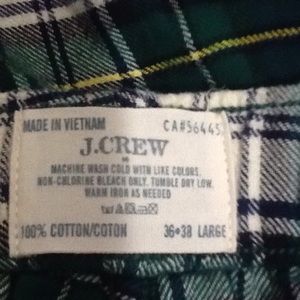 MADE IN VIETNAM CA#56445
J.CREW
MACHINE WASH COLD WITH LIKE COLORS.
NON-CHLORINE BLEACH ONLY. TUMBLE DRY LOW.
WARM IRON AS NEEDED
100% COTTON/COTON 36•38 LARGE